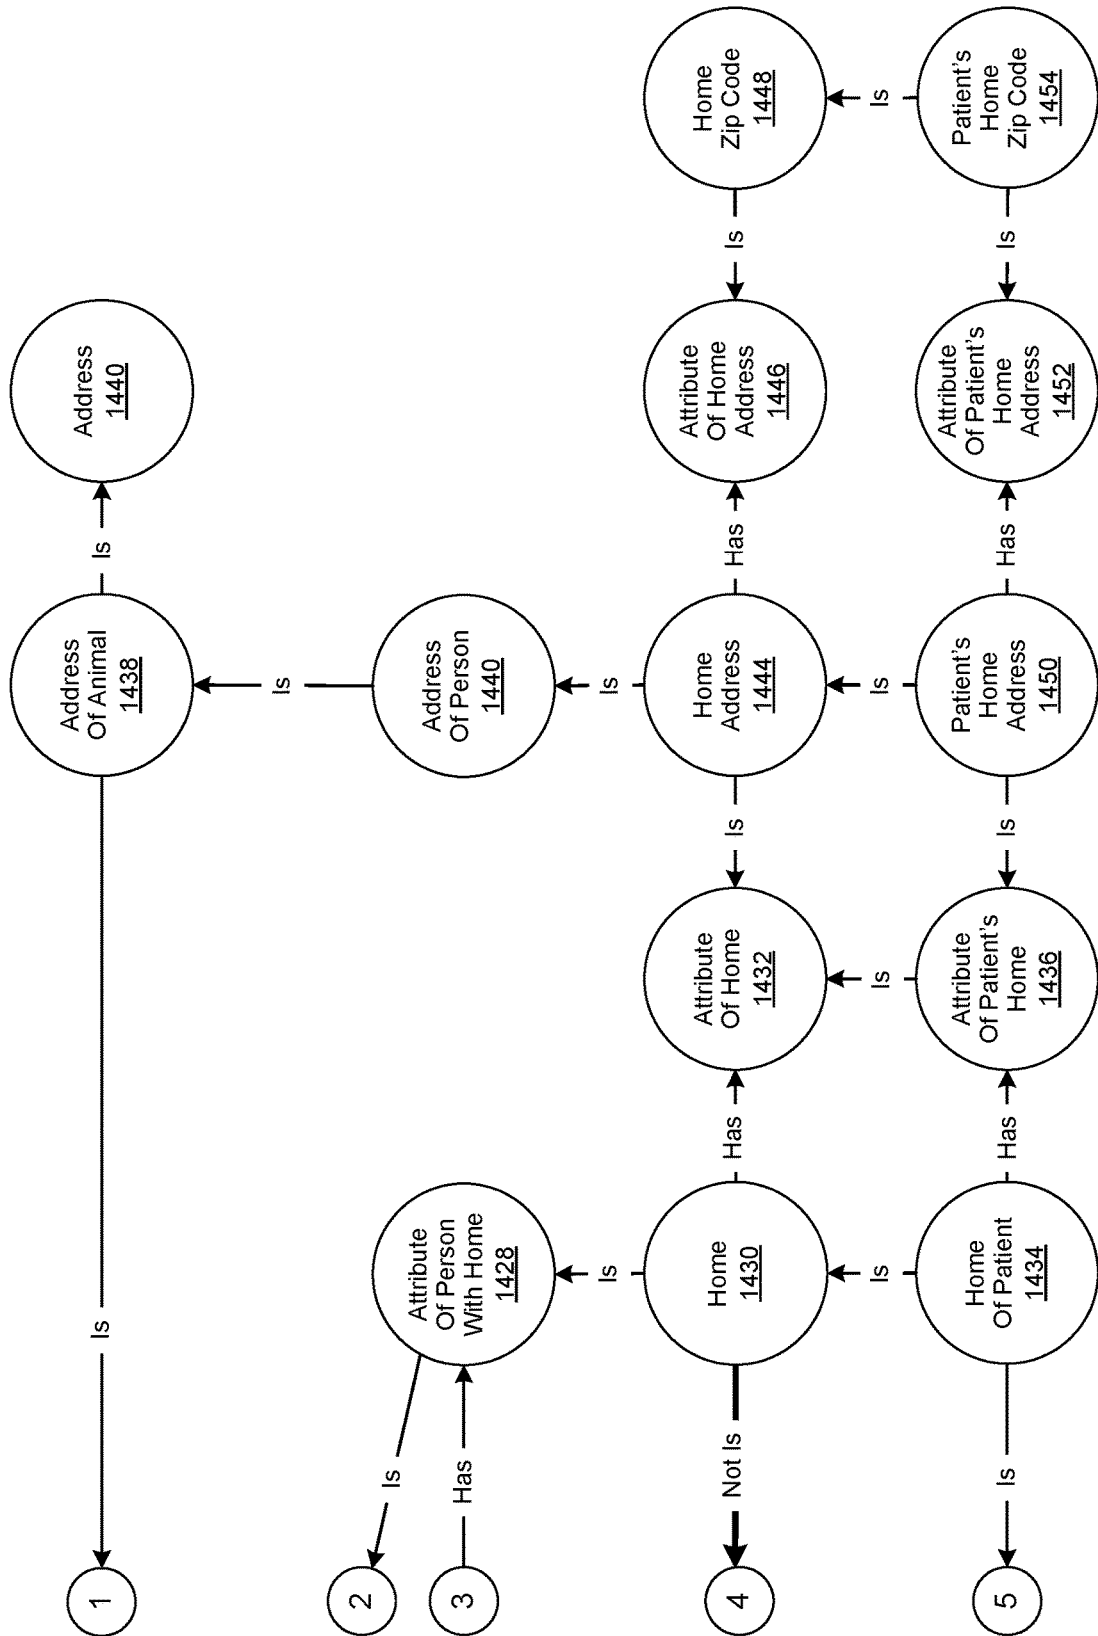 1
Is
Address
Of Animal
1438
Is
Address
1440
Is
2
Is
3
Has
Attribute
Of Person
With Home
1428
Address
Of Person
1440
Is
Is
4
Not Is
Home
1430
Has
Attribute
Of Home
1432
Is
Home
Address
1444
Has
Attribute
Of Home
Address
1446
Is
Home
Zip Code
1448
Is
Is
Is
Is
5
Is
Home
Of Patient
1434
Has
Attribute
Of Patient's
Home
1436
Is
Patient's
Home
Address
1450
Has
Attribute
Of Patient's
Home
Address
1452
Is
Patient's
Home
Zip Code
1454